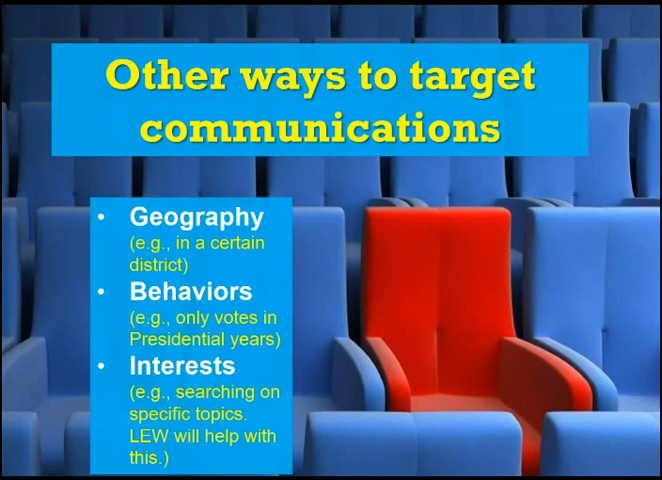 Other ways to target
communications
• Geography
(e.g., in a certain
district)
• Behaviors
(e.g., only votes in
Presidential years)
• Interests
(e.g., searching on
specific topics.
LEW will help with
this.)